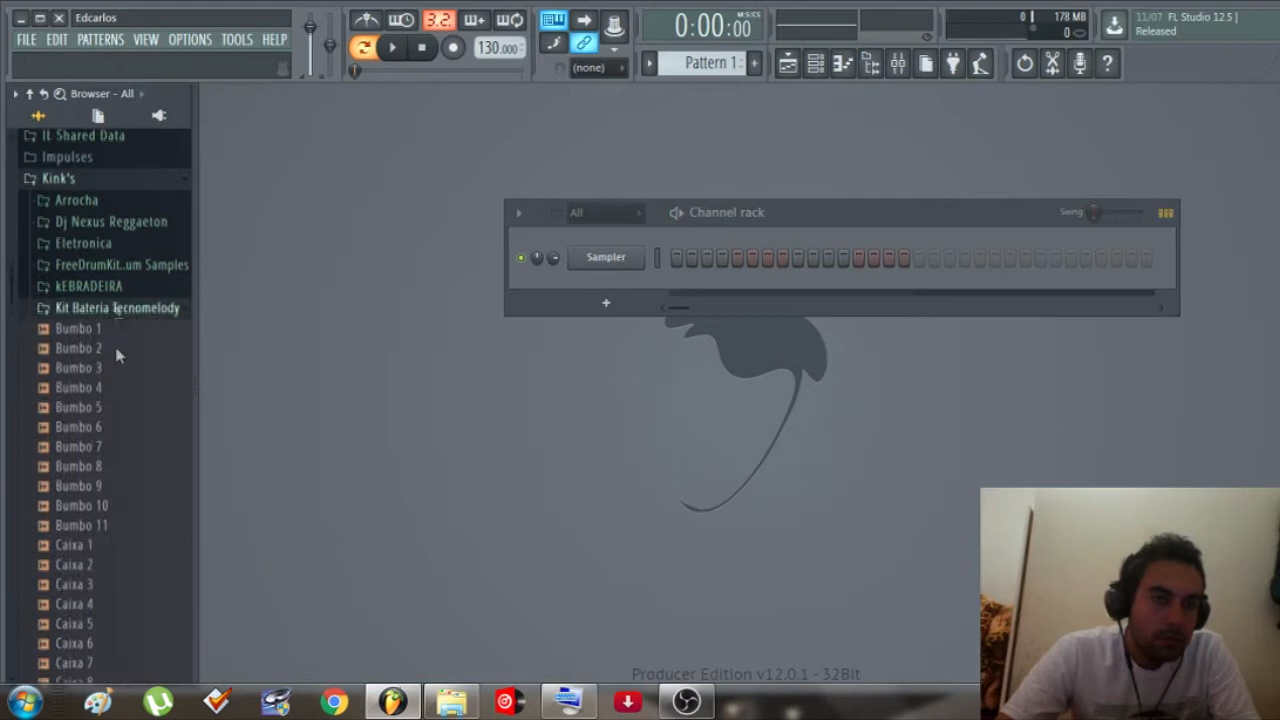 Edcarlos
FILE EDIT PATTERNS VIEW OPTIONS TOOLS HELP
3.2.
130.000
(none)
0:00:00
M:S:CS
Pattern 1
0
178 MB
0
11/07 FL Studio 12.5 |
Released
?
Browser - All
IL Shared Data
Impulses
Kink's
Arrocha
Dj Nexus Reggaeton
Eletronica
FreeDrumKit..um Samples
kEBRADEIRA
Kit Bateria Tecnomelody
Bumbo 1
Bumbo 2
Bumbo 3
Bumbo 4
Bumbo 5
Bumbo 6
Bumbo 7
Bumbo 8
Bumbo 9
Bumbo 10
Bumbo 11
Caixa 1
Caixa 2
Caixa 3
Caixa 4
Caixa 5
Caixa 6
Caixa 7
Caixa 8
All
Channel rack
Swing
Sampler
Producer Edition v12.0.1 - 32Bit